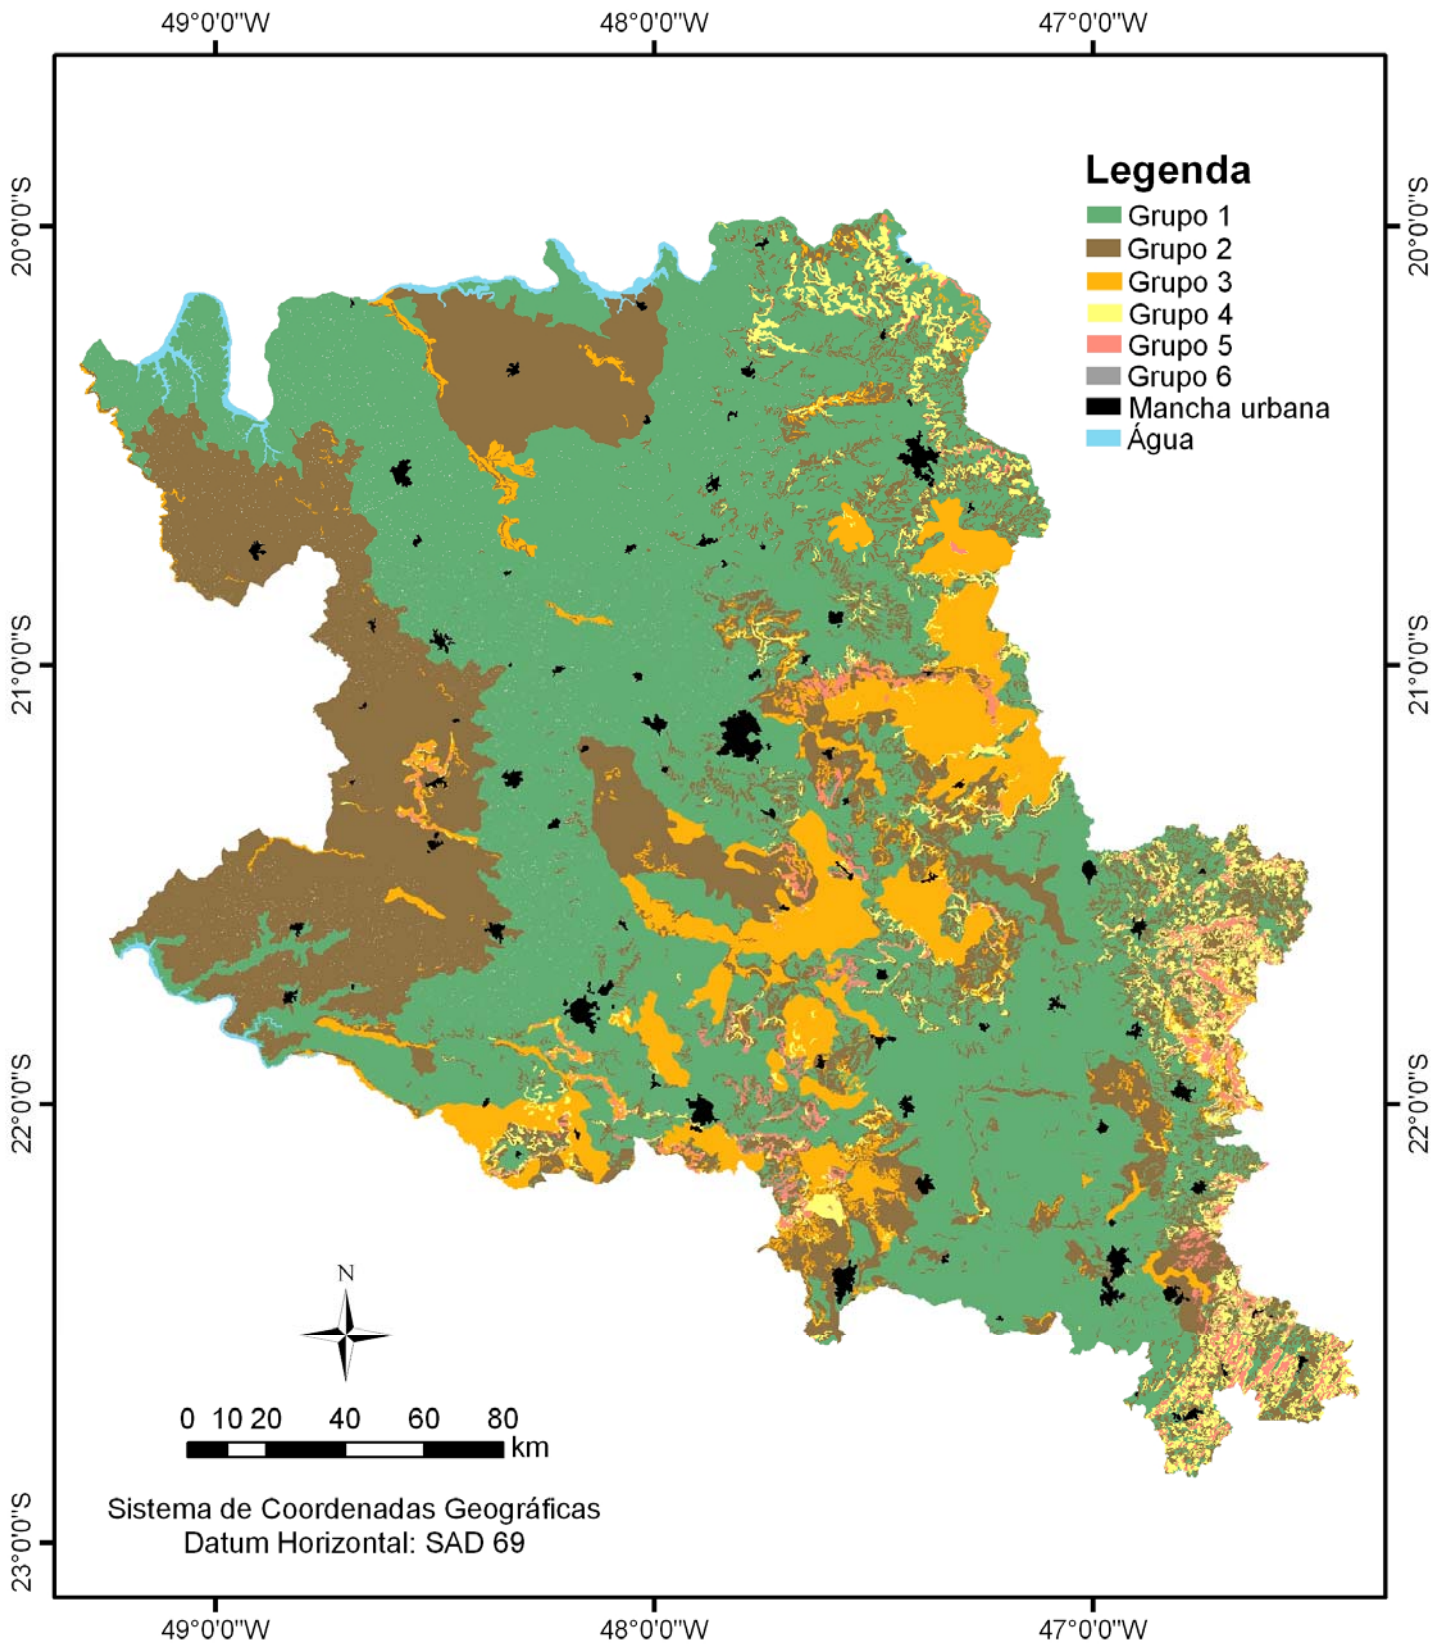 49°0'0"W
48°0'0"W
47°0'0"W
20°0'0"S
20°0'0"S
Legenda
Grupo 1
Grupo 2
Grupo 3
Grupo 4
Grupo 5
Grupo 6
Mancha urbana
Água
21°0'0"S
21°0'0"S
22°0'0"S
22°0'0"S
N
0 10 20 40 60 80
km
Sistema de Coordenadas Geográficas
Datum Horizontal: SAD 69
23°0'0"S
23°0'0"S
49°0'0"W
48°0'0"W
47°0'0"W